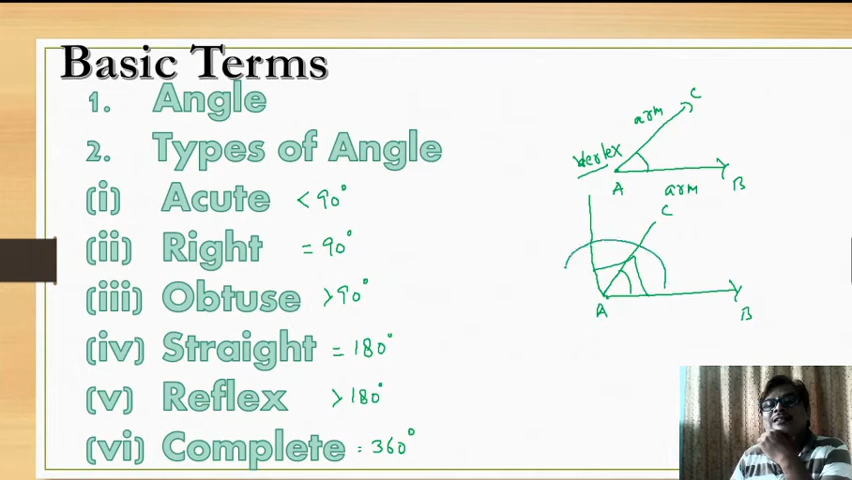 Basic Terms
1. Angle
2. Types of Angle
(i) Acute < 90°
(ii) Right = 90°
(iii) Obtuse > 90°
(iv) Straight = 180°
(v) Reflex > 180°
(vi) Complete = 360°
C
arm
Vertex
A
arm
B
C
A
B